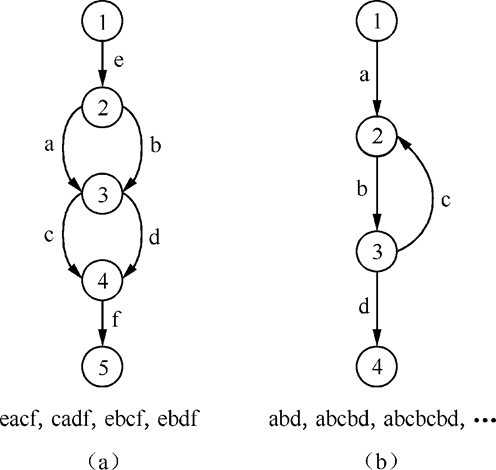 1 1
e
a
2
2
a b
b
3 c
c d
3
4
d
f
5 4
eacf, cadf, ebcf, ebdf abd, abcbd, abcbcbd, ···
(a) (b)